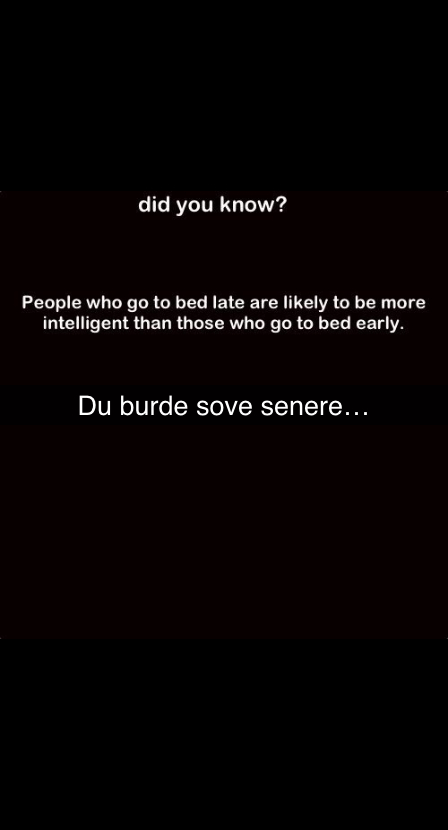 did you know?
People who go to bed late are likely to be more
intelligent than those who go to bed early.
Du burde sove senere…